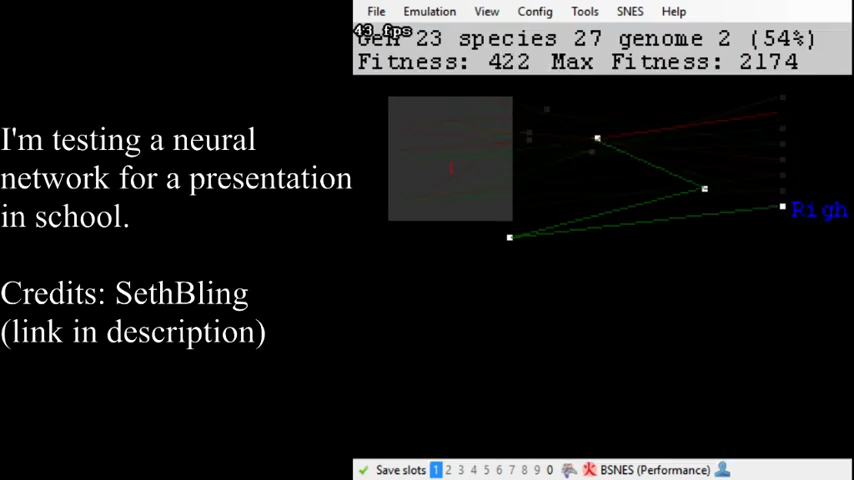 File Emulation View Config Tools SNES Help
43 fps
Gen 23 species 27 genome 2 (54%)
Fitness: 422 Max Fitness: 2174
I'm testing a neural
network for a presentation
in school.
Righ
Credits: SethBling
(link in description)
Save slots 1 2 3 4 5 6 7 8 9 0 BSNES (Performance)